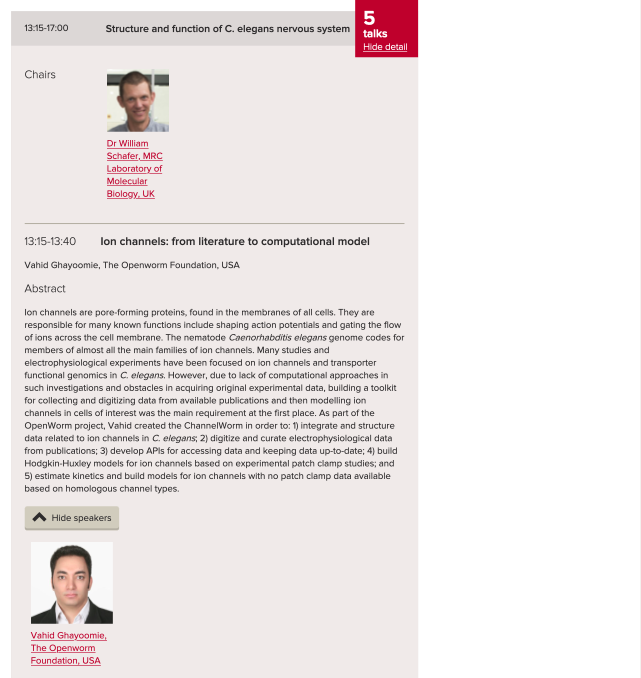 13:15-17:00 Structure and function of C. elegans nervous system
5
talks
Hide detail
Chairs
Dr William
Schafer, MRC
Laboratory of
Molecular
Biology, UK
13:15-13:40 Ion channels: from literature to computational model
Vahid Ghayoomie, The Openworm Foundation, USA
Abstract
Ion channels are pore-forming proteins, found in the membranes of all cells. They are
responsible for many known functions include shaping action potentials and gating the flow
of ions across the cell membrane. The nematode Caenorhabditis elegans genome codes for
members of almost all the main families of ion channels. Many studies and
electrophysiological experiments have been focused on ion channels and transporter
functional genomics in C. elegans. However, due to lack of computational approaches in
such investigations and obstacles in acquiring original experimental data, building a toolkit
for collecting and digitizing data from available publications and then modelling ion
channels in cells of interest was the main requirement at the first place. As part of the
OpenWorm project, Vahid created the ChannelWorm in order to: 1) integrate and structure
data related to ion channels in C. elegans; 2) digitize and curate electrophysiological data
from publications; 3) develop APIs for accessing data and keeping data up-to-date; 4) build
Hodgkin-Huxley models for ion channels based on experimental patch clamp studies; and
5) estimate kinetics and build models for ion channels with no patch clamp data available
based on homologous channel types.
Hide speakers
Vahid Ghayoomie,
The Openworm
Foundation, USA